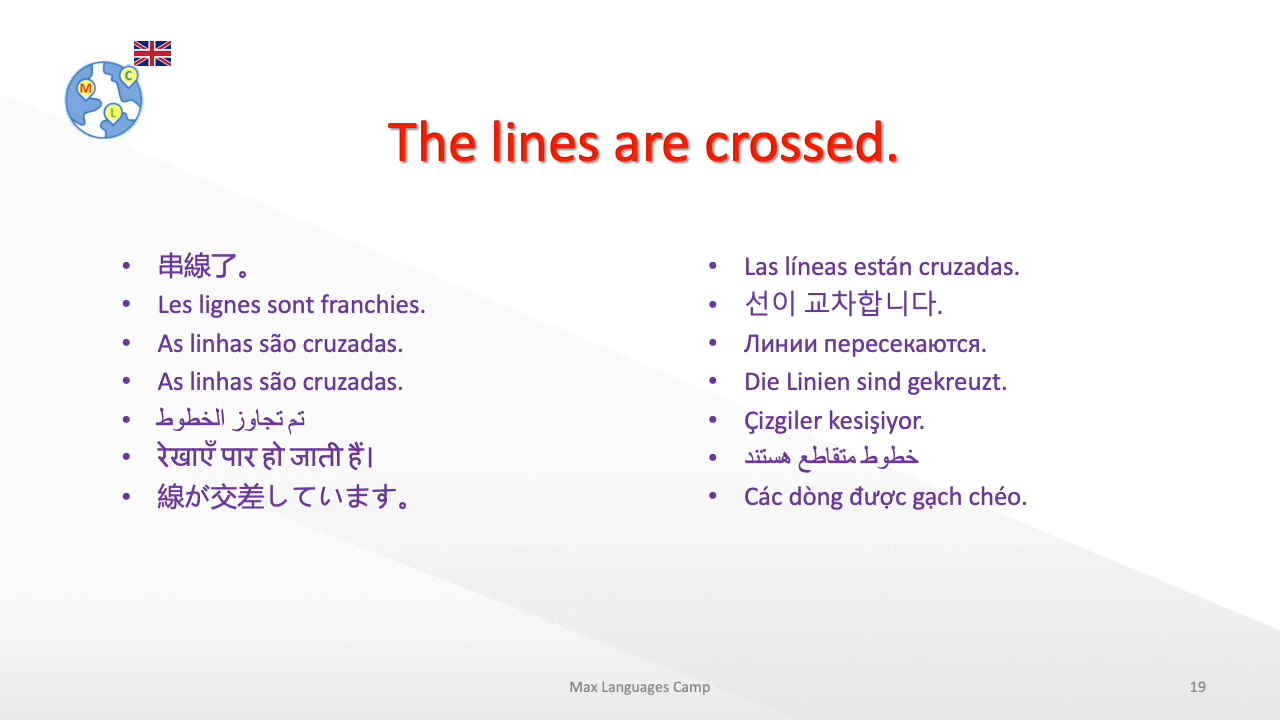 M
C
L
The lines are crossed.
• 串線了。
• Les lignes sont franchies.
• As linhas são cruzadas.
• As linhas são cruzadas.
• تم تجاوز الخطوط
• रेखाएँ पार हो जाती हैं।
• 線が交差しています。
• Las líneas están cruzadas.
• 선이 교차합니다.
• Линии пересекаются.
• Die Linien sind gekreuzt.
• Çizgiler kesişiyor.
• خطوط متقاطع هستند
• Các dòng được gạch chéo.
Max Languages Camp
19